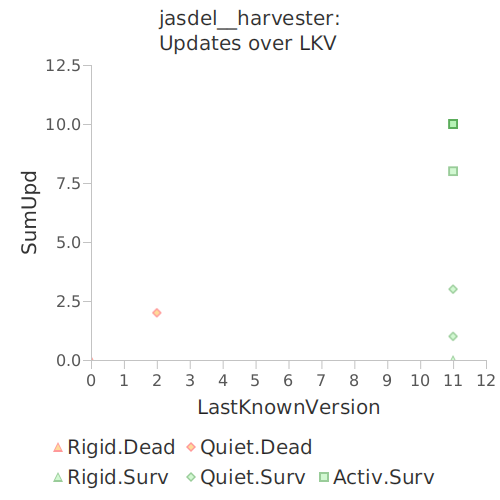 jasdel__harvester:
Updates over LKV
12.5
10.0
7.5
5.0
2.5
0.0
SumUpd
0 1 2 3 4 5 6 7 8 9 10 11 12
LastKnownVersion
Rigid.Dead Quiet.Dead
Rigid.Surv Quiet.Surv Activ.Surv